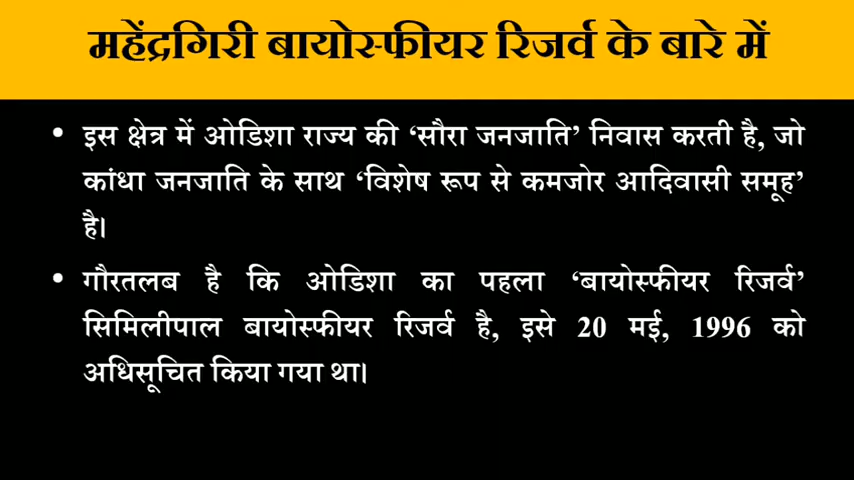 महेंद्रगिरी बायोस्फीयर रिजर्व के बारे में
• इस क्षेत्र में ओडिशा राज्य की ‘सौरा जनजाति’ निवास करती है, जो
कांधा जनजाति के साथ ‘विशेष रूप से कमजोर आदिवासी समूह’
है।
• गौरतलब है कि ओडिशा का पहला ‘बायोस्फीयर रिजर्व’
सिमिलीपाल बायोस्फीयर रिजर्व है, इसे 20 मई, 1996 को
अधिसूचित किया गया था।